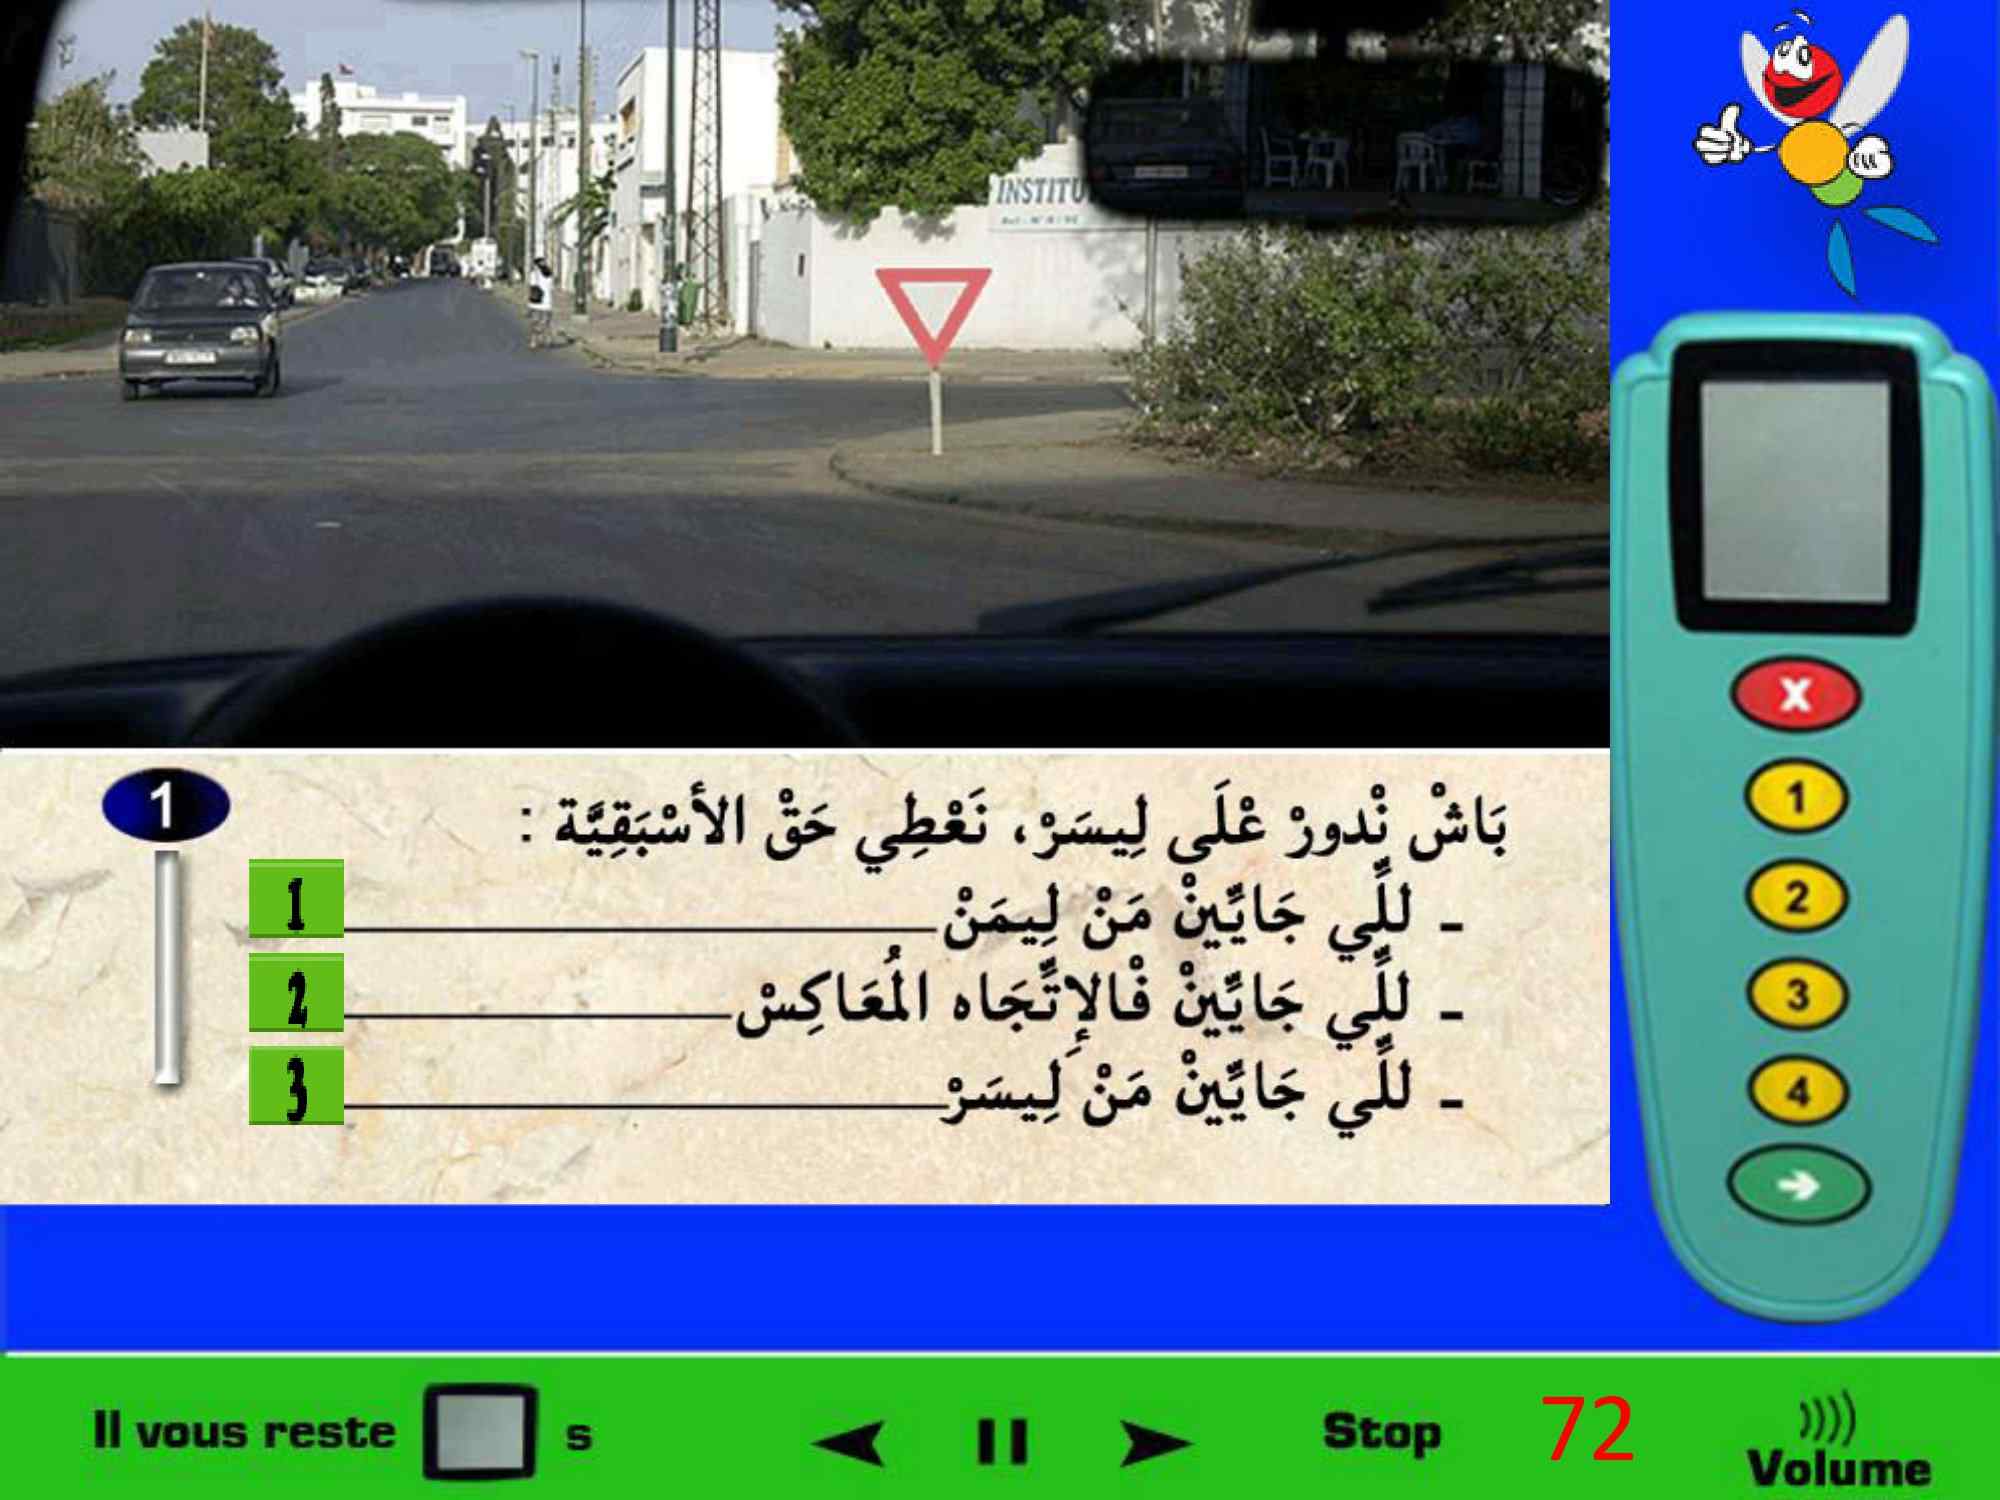 INSTITU
1
بَاشْ نْدورْ عْلَى لِيسَرْ، نَعْطِي حَقْ الأسْبَقِيَّة :
- للِّي جَايِّينْ مَنْ لِيمَنْ 1
- للِّي جَايِّينْ فْالإتِّجَاه المُعَاكِسْ 2
- للِّي جَايِّينْ مَنْ لِيسَرْ 3
X
1
2
3
4
Il vous reste s
Stop
72
Volume